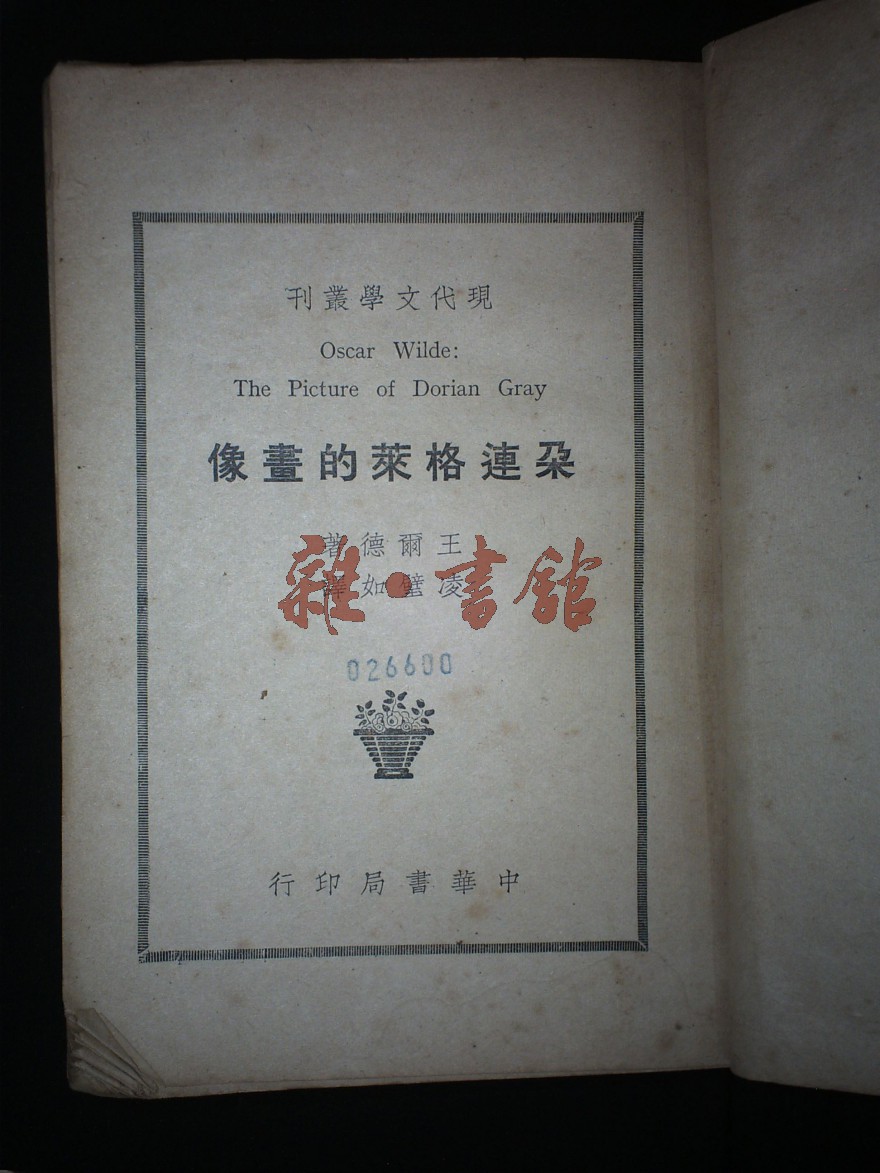 現代文學叢刊
Oscar Wilde:
The Picture of Dorian Gray
朶連格萊的畫像
王爾德著
凌璧如譯
雜·書館
026600
中華書局印行